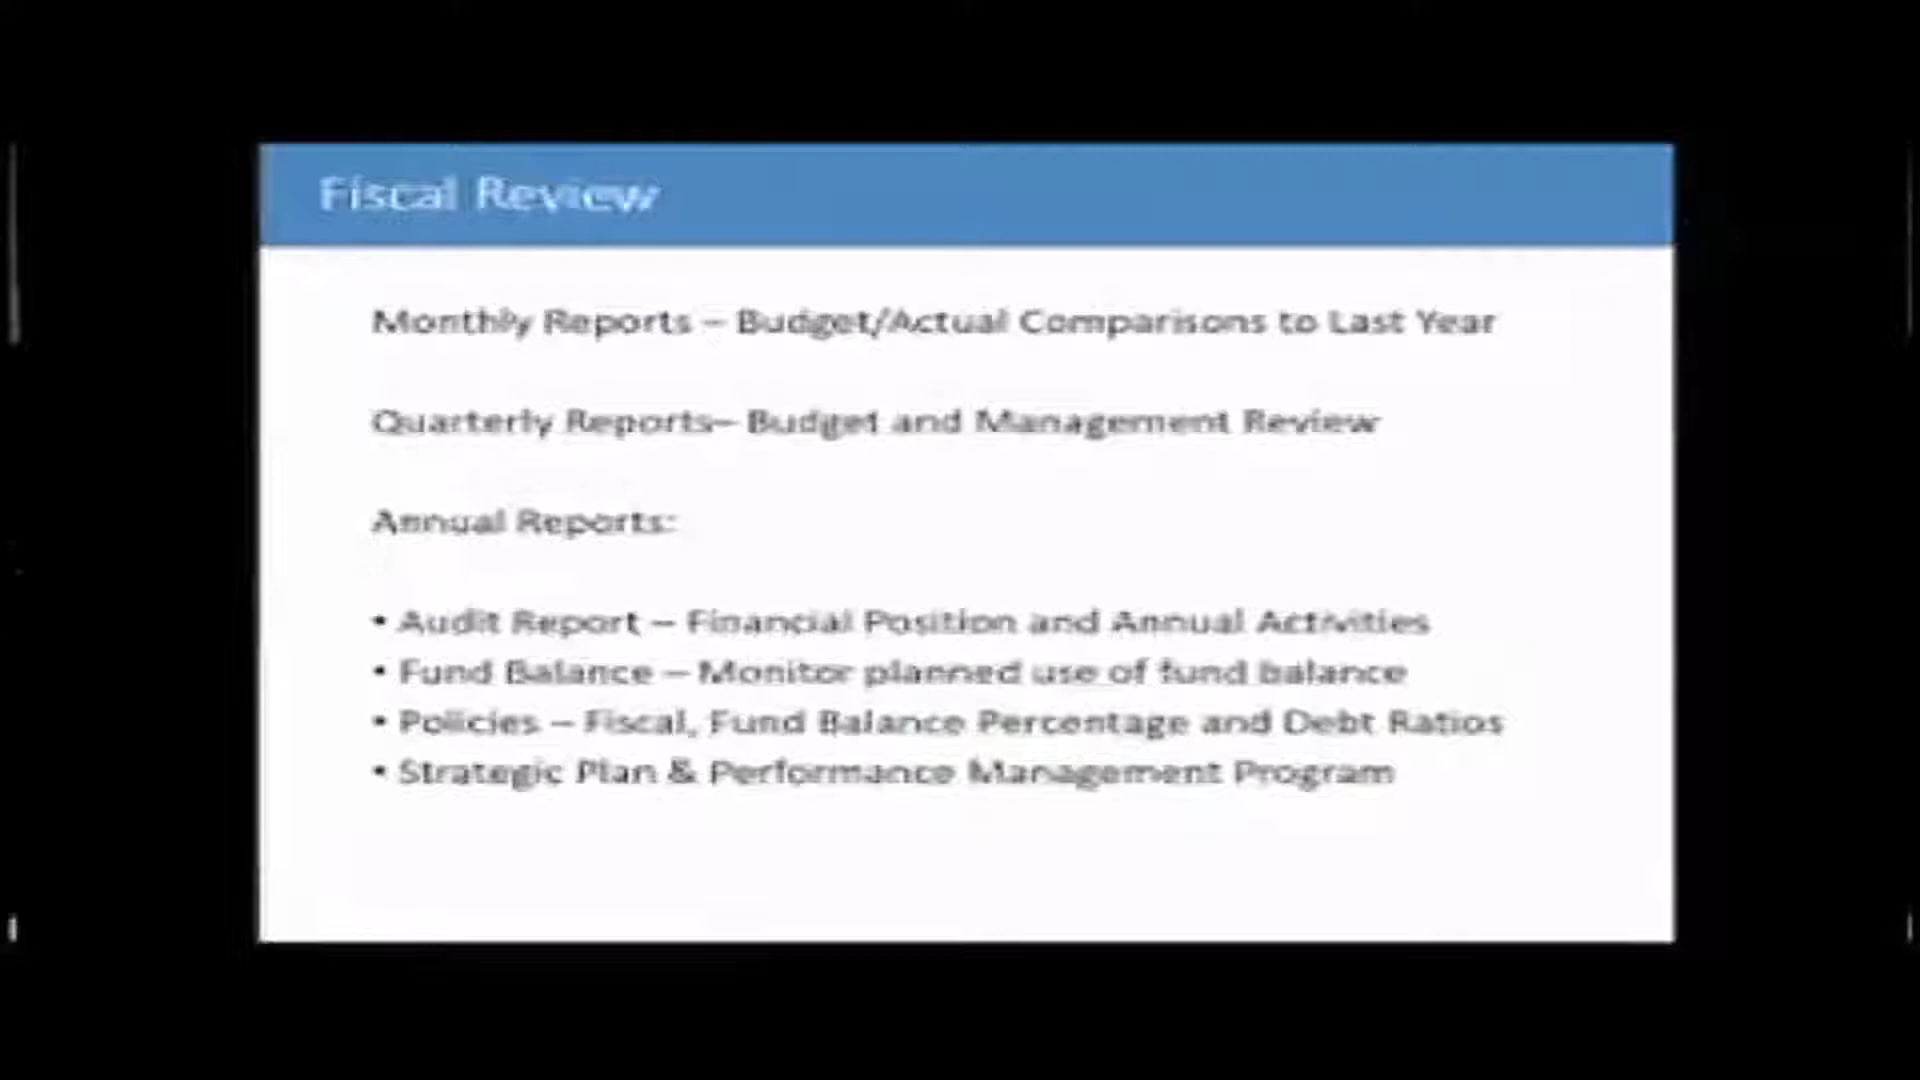 Fiscal Review
Monthly Reports – Budget/Actual Comparisons to Last Year
Quarterly Reports– Budget and Management Review
Annual Reports:
• Audit Report – Financial Position and Annual Activities
• Fund Balance – Monitor planned use of fund balance
• Policies – Fiscal, Fund Balance Percentage and Debt Ratios
• Strategic Plan & Performance Management Program